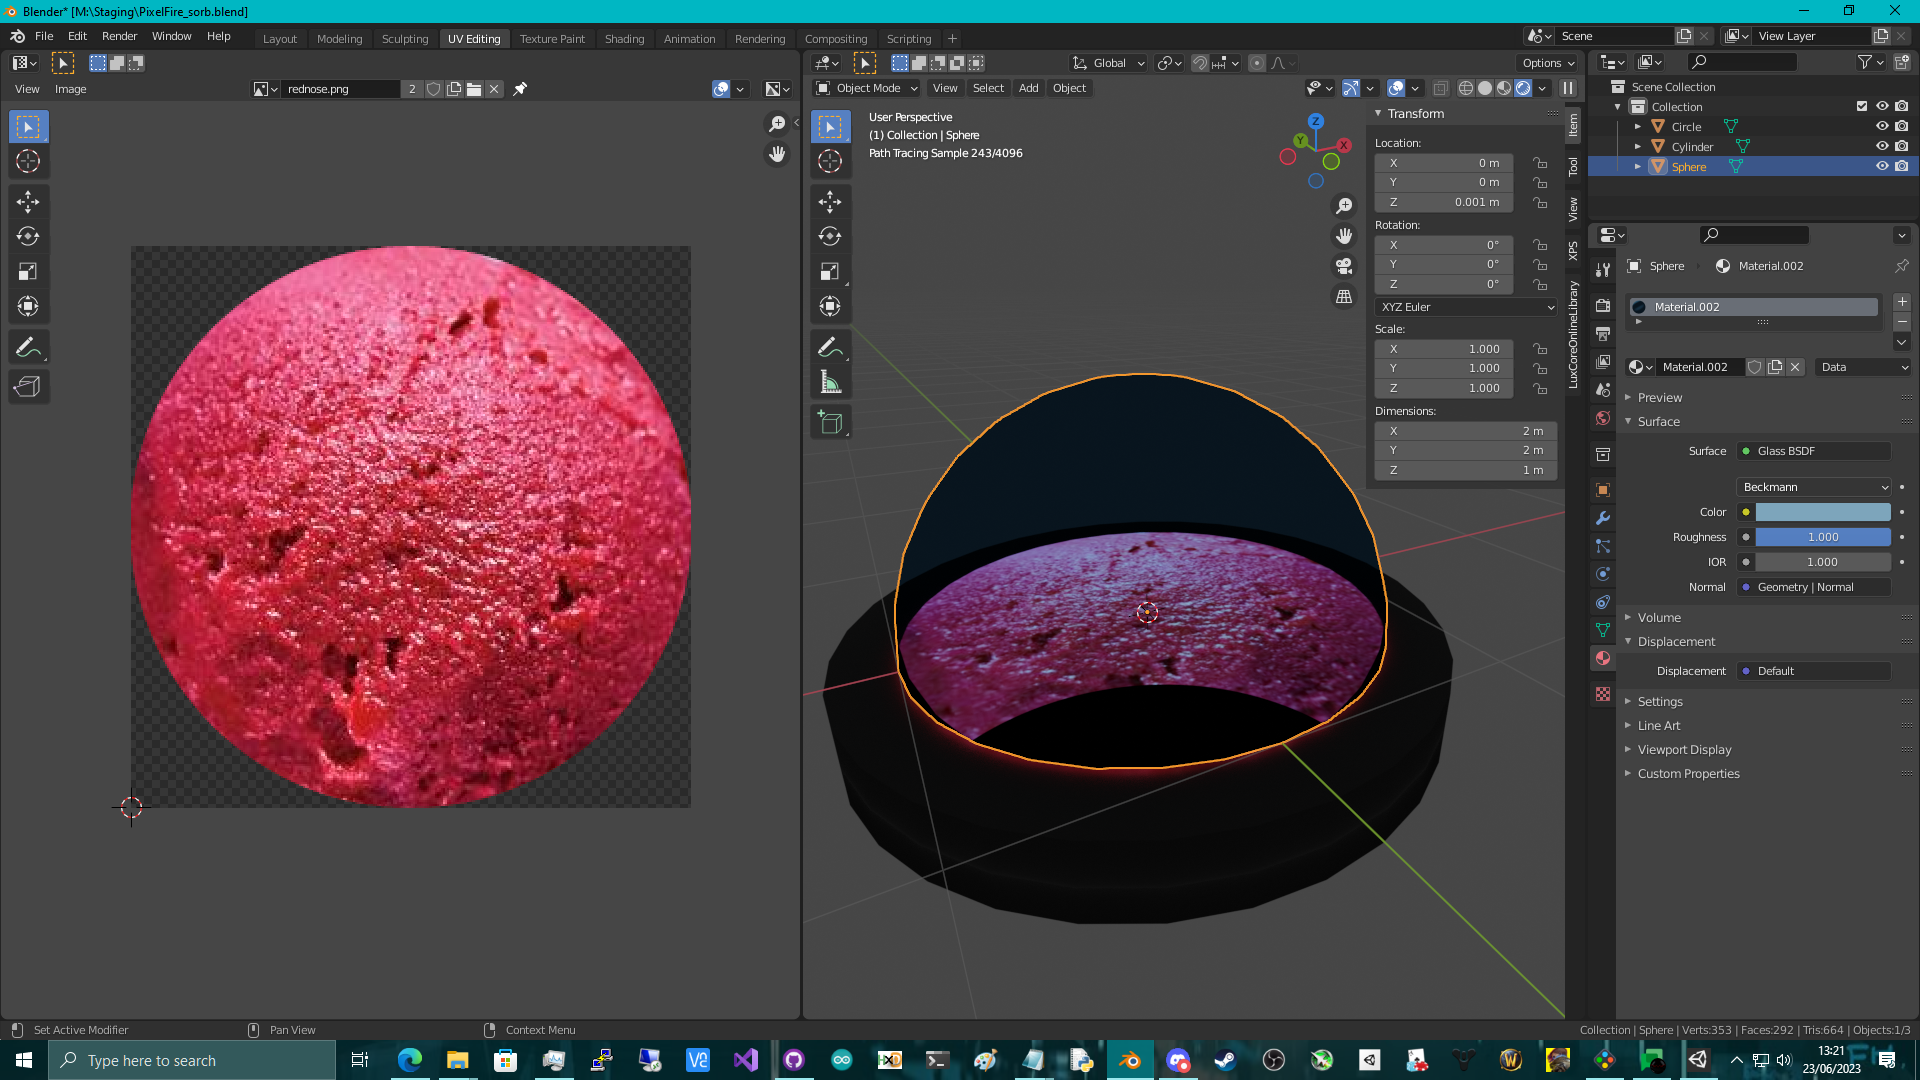 Blender* [M:\Staging\PixelFire_sorb.blend]
File Edit Render Window Help
Layout Modeling Sculpting UV Editing Texture Paint Shading Animation Rendering Compositing Scripting
Scene
View Layer
Global
Options
View Image
rednose.png
2
Object Mode
View Select Add Object
User Perspective
(1) Collection | Sphere
Path Tracing Sample 243/4096
Z
Y
X
Transform
Location:
X 0 m
Y 0 m
Z 0.001 m
Rotation:
X 0°
Y 0°
Z 0°
XYZ Euler
Scale:
X 1.000
Y 1.000
Z 1.000
Dimensions:
X 2 m
Y 2 m
Z 1 m
Item
Tool
View
XPS
LuxCoreOnlineLibrary
Scene Collection
Collection
Circle
Cylinder
Sphere
Sphere
Material.002
Material.002
Material.002
Data
Preview
Surface
Surface Glass BSDF
Beckmann
Color
Roughness 1.000
IOR 1.000
Normal Geometry | Normal
Volume
Displacement
Displacement Default
Settings
Line Art
Viewport Display
Custom Properties
Set Active Modifier
Pan View
Context Menu
Collection | Sphere | Verts:353 | Faces:292 | Tris:664 | Objects:1/3
Type here to search
13:21
23/06/2023